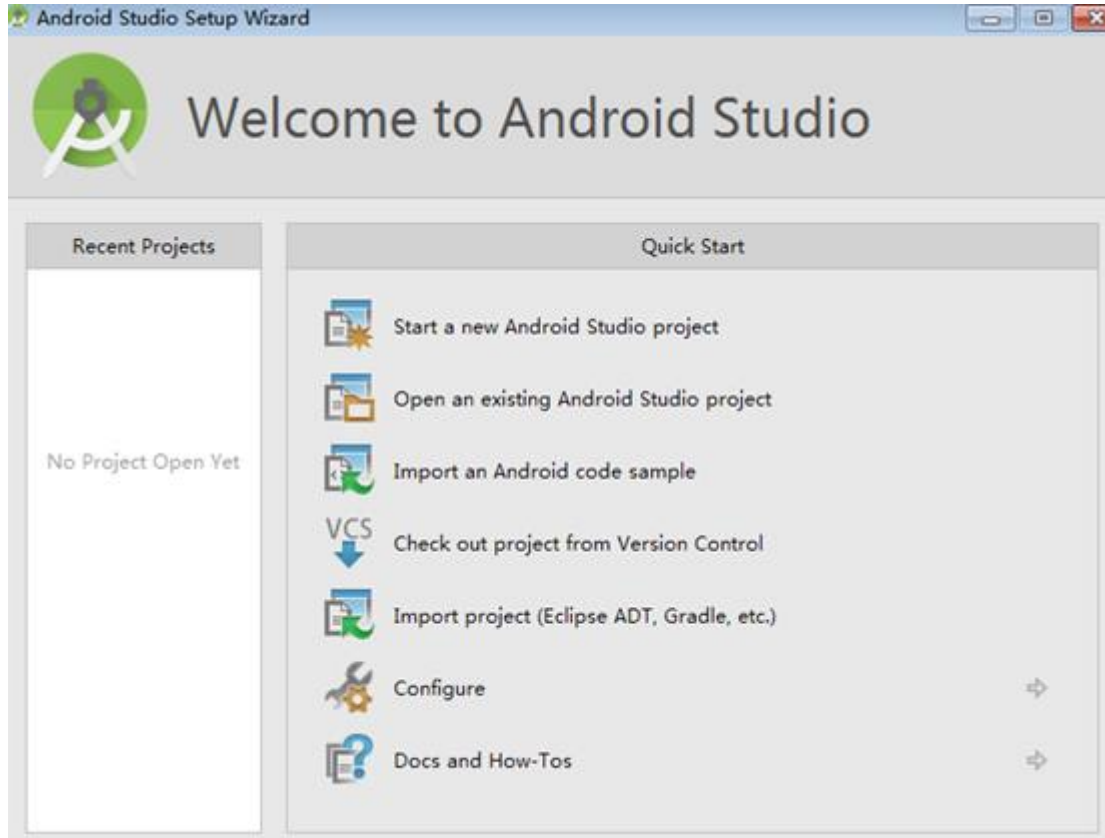 Android Studio Setup Wizard
Welcome to Android Studio
Recent Projects
No Project Open Yet
Quick Start
Start a new Android Studio project
Open an existing Android Studio project
Import an Android code sample
VCS
Check out project from Version Control
Import project (Eclipse ADT, Gradle, etc.)
Configure
Docs and How-Tos